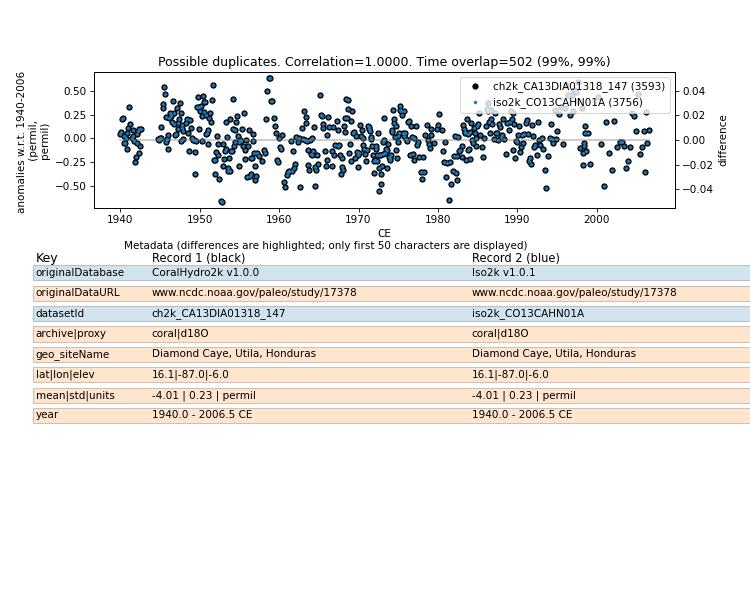 Possible duplicates. Correlation=1.0000. Time overlap=502 (99%, 99%)
anomalies w.r.t. 1940-2006
(permil,
permil)
0.50
0.25
0.00
−0.25
−0.50
ch2k_CA13DIA01318_147 (3593)
iso2k_CO13CAHN01A (3756)
0.04
0.02
0.00
−0.02
−0.04
difference
1940 1950 1960 1970 1980 1990 2000
CE
Metadata (differences are highlighted; only first 50 characters are displayed)
Key Record 1 (black) Record 2 (blue)
originalDatabase CoralHydro2k v1.0.0 Iso2k v1.0.1
originalDataURL www.ncdc.noaa.gov/paleo/study/17378 www.ncdc.noaa.gov/paleo/study/17378
datasetId ch2k_CA13DIA01318_147 iso2k_CO13CAHN01A
archive|proxy coral|d18O coral|d18O
geo_siteName Diamond Caye, Utila, Honduras Diamond Caye, Utila, Honduras
lat|lon|elev 16.1|-87.0|-6.0 16.1|-87.0|-6.0
mean|std|units -4.01 | 0.23 | permil -4.01 | 0.23 | permil
year 1940.0 - 2006.5 CE 1940.0 - 2006.5 CE